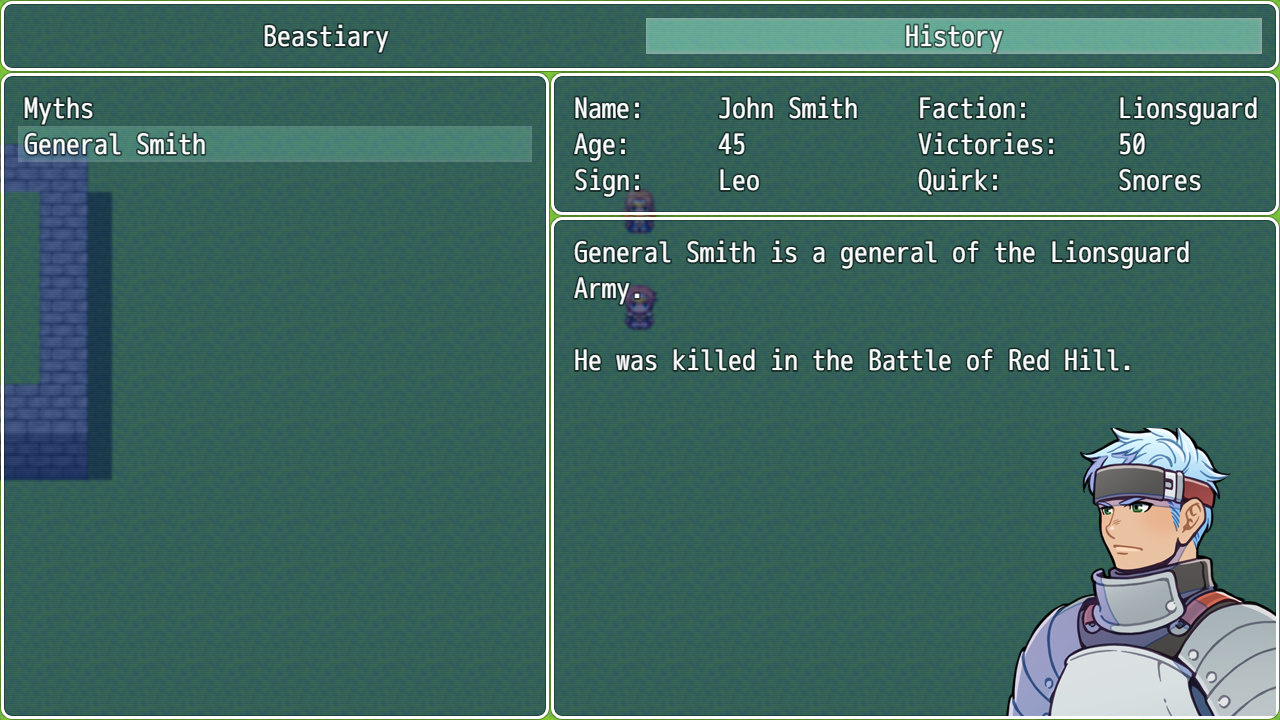 Beastiary
History
Myths
General Smith
Name: John Smith Faction: Lionsguard
Age: 45 Victories: 50
Sign: Leo Quirk: Snores
General Smith is a general of the Lionsguard
Army.
He was killed in the Battle of Red Hill.